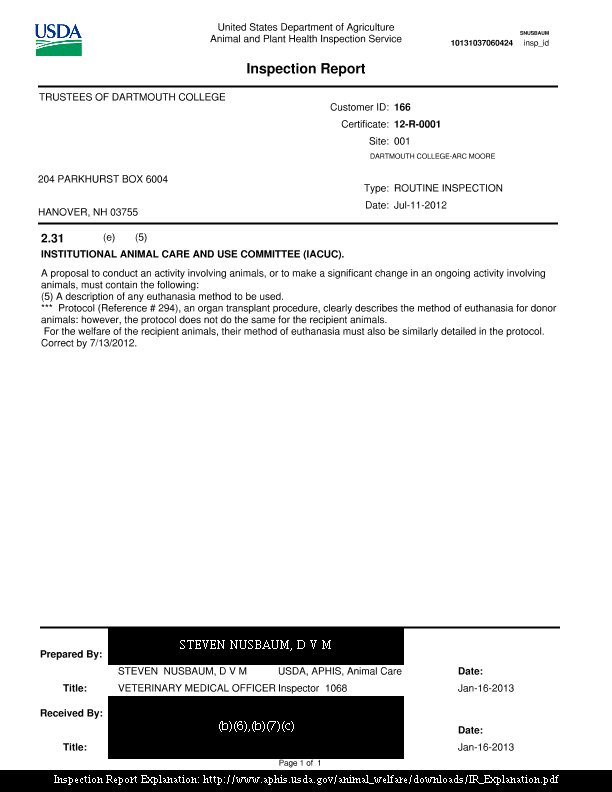 USDA
United States Department of Agriculture
Animal and Plant Health Inspection Service
SNUSBAUM
10131037060424 insp_id
Inspection Report
TRUSTEES OF DARTMOUTH COLLEGE
Customer ID: 166
Certificate: 12-R-0001
Site: 001
DARTMOUTH COLLEGE-ARC MOORE
204 PARKHURST BOX 6004
Type: ROUTINE INSPECTION
HANOVER, NH 03755
Date: Jul-11-2012
2.31 (e) (5)
INSTITUTIONAL ANIMAL CARE AND USE COMMITTEE (IACUC).
A proposal to conduct an activity involving animals, or to make a significant change in an ongoing activity involving
animals, must contain the following:
(5) A description of any euthanasia method to be used.
*** Protocol (Reference # 294), an organ transplant procedure, clearly describes the method of euthanasia for donor
animals: however, the protocol does not do the same for the recipient animals.
For the welfare of the recipient animals, their method of euthanasia must also be similarly detailed in the protocol.
Correct by 7/13/2012.
STEVEN NUSBAUM, D V M
Prepared By:
STEVEN NUSBAUM, D V M USDA, APHIS, Animal Care Date:
Title: VETERINARY MEDICAL OFFICER Inspector 1068 Jan-16-2013
Received By:
(b)(6),(b)(7)(c)
Date:
Title: Jan-16-2013
Page 1 of 1
Inspection Report Explanation: http://www.aphis.usda.gov/animal_welfare/downloads/IR_Explanation.pdf